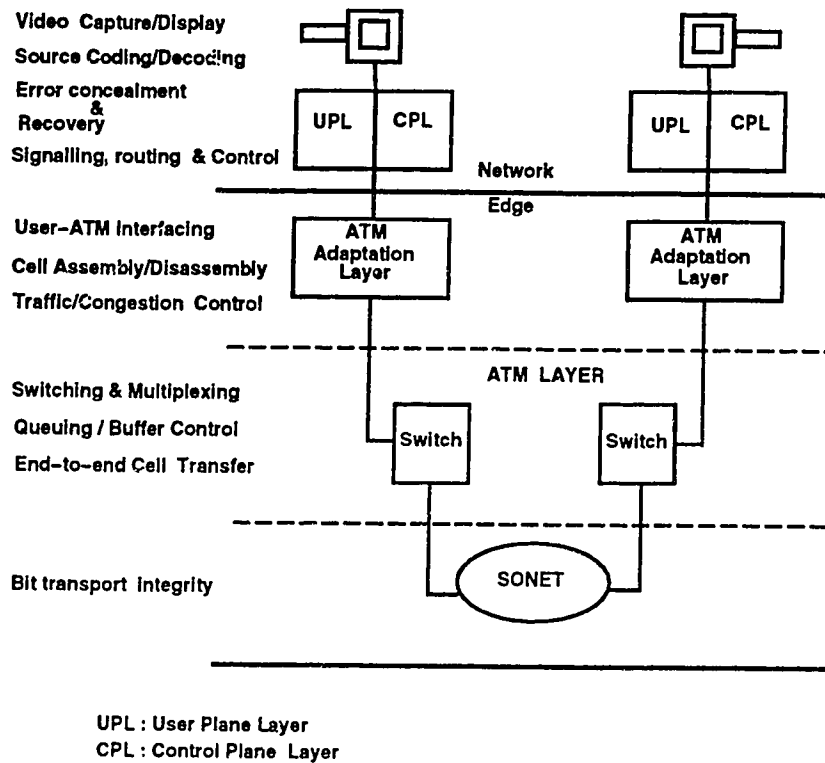 Video Capture/Display
Source Coding/Decoding
Error concealment
&
Recovery
Signalling, routing & Control
UPL CPL
UPL CPL
Network
Edge
User-ATM Interfacing
Cell Assembly/Disassembly
Traffic/Congestion Control
ATM
Adaptation
Layer
ATM
Adaptation
Layer
ATM LAYER
Switching & Multiplexing
Queuing / Buffer Control
End-to-end Cell Transfer
Switch
Switch
Bit transport integrity
SONET
UPL : User Plane Layer
CPL : Control Plane Layer